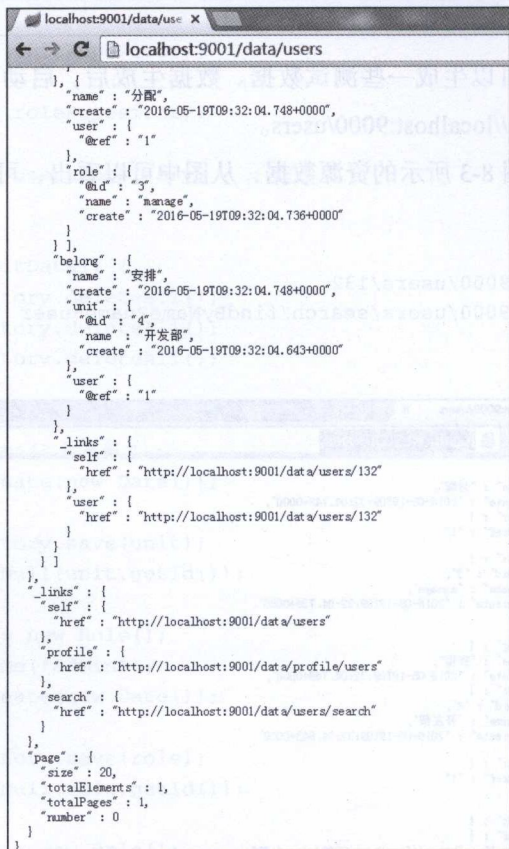 localhost:9001/data/use ×
localhost:9001/data/users
}, {
"name" : "分配",
"create" : "2016-05-19T09:32:04.748+0000",
"user" : {
"@ref" : "1"
},
"role" : {
"@id" : "3",
"name" : "manage",
"create" : "2016-05-19T09:32:04.736+0000"
}
} ],
"belong" : {
"name" : "安排",
"create" : "2016-05-19T09:32:04.748+0000",
"unit" : {
"@id" : "4",
"name" : "开发部",
"create" : "2016-05-19T09:32:04.643+0000"
},
"user" : {
"@ref" : "1"
}
},
"_links" : {
"self" : {
"href" : "http://localhost:9001/data/users/132"
},
"user" : {
"href" : "http://localhost:9001/data/users/132"
}
}
} ]
},
"_links" : {
"self" : {
"href" : "http://localhost:9001/data/users"
},
"profile" : {
"href" : "http://localhost:9001/data/profile/users"
},
"search" : {
"href" : "http://localhost:9001/data/users/search"
}
},
"page" : {
"size" : 20,
"totalElements" : 1,
"totalPages" : 1,
"number" : 0
}
}